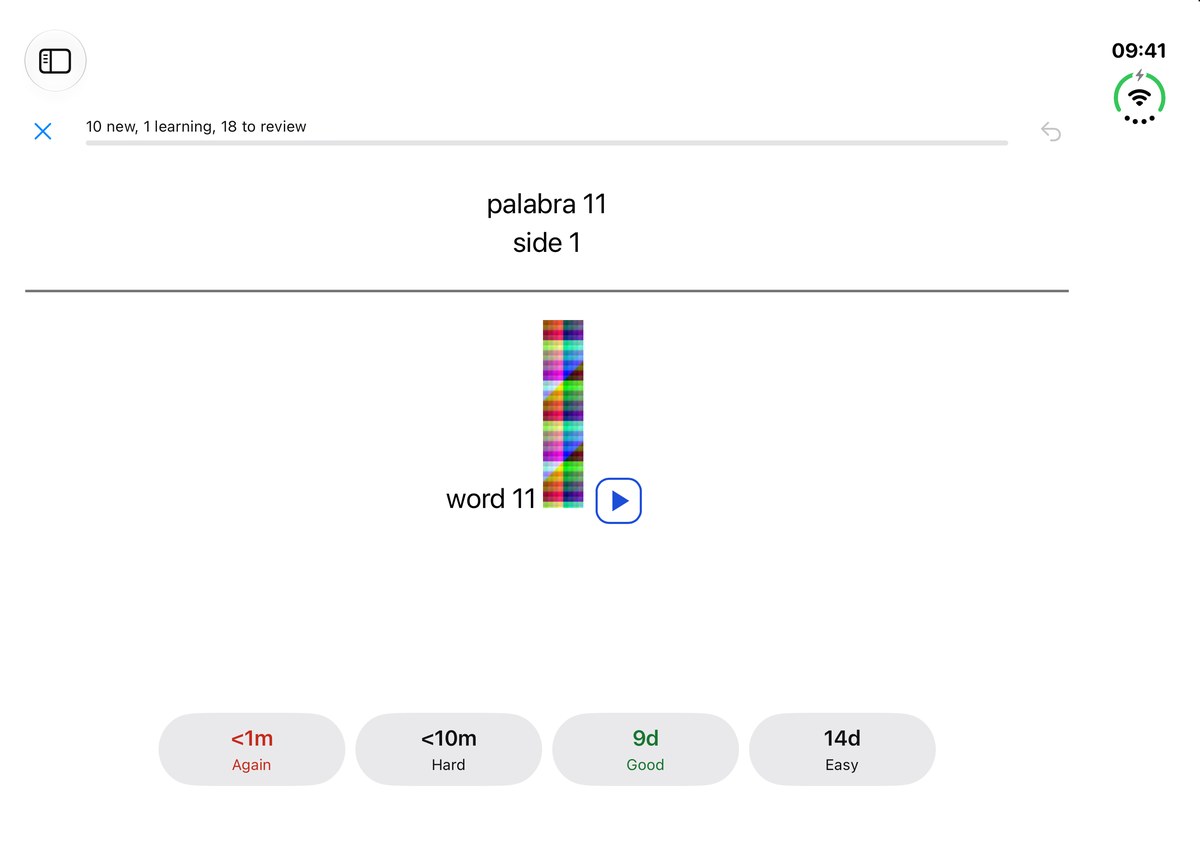 09:41
10 new, 1 learning, 18 to review
palabra 11
side 1
word 11
<1m
Again
<10m
Hard
9d
Good
14d
Easy